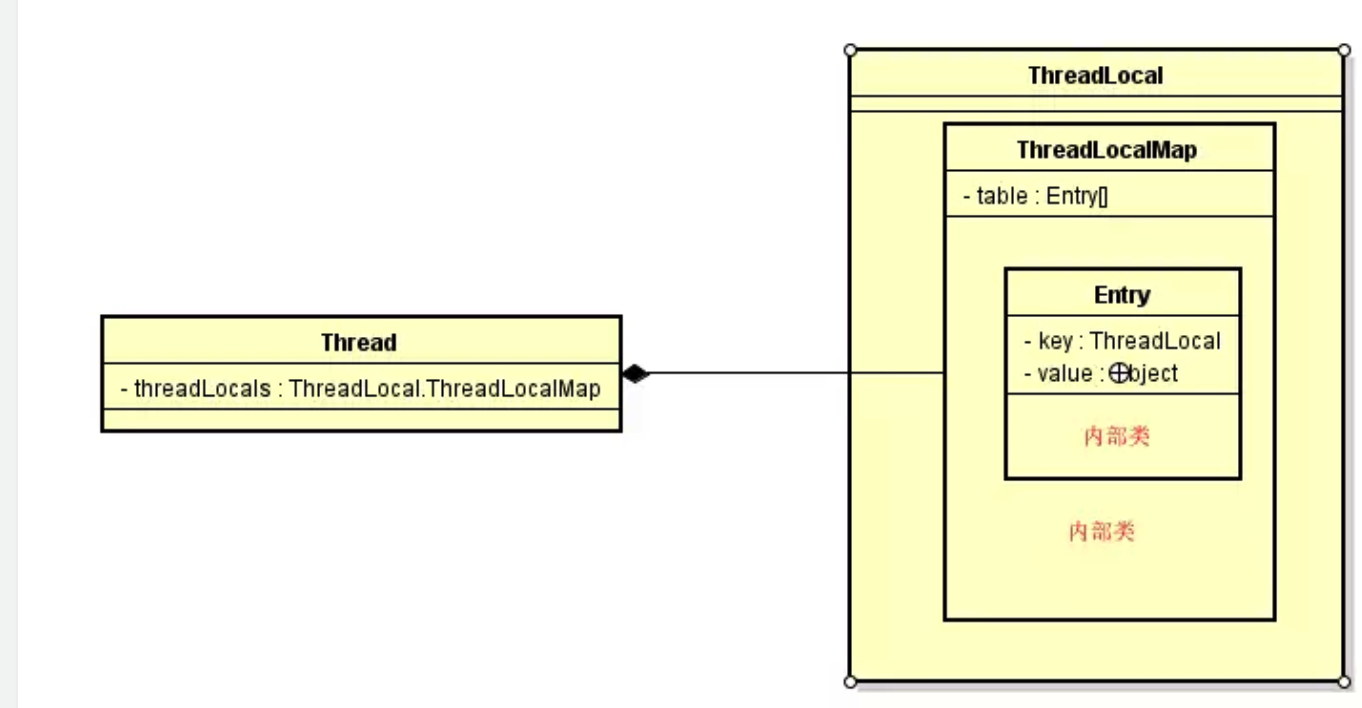 ThreadLocal
ThreadLocalMap
- table : Entry[]
Entry
- key : ThreadLocal
- value : Object
内部类
内部类
Thread
- threadLocals : ThreadLocal.ThreadLocalMap